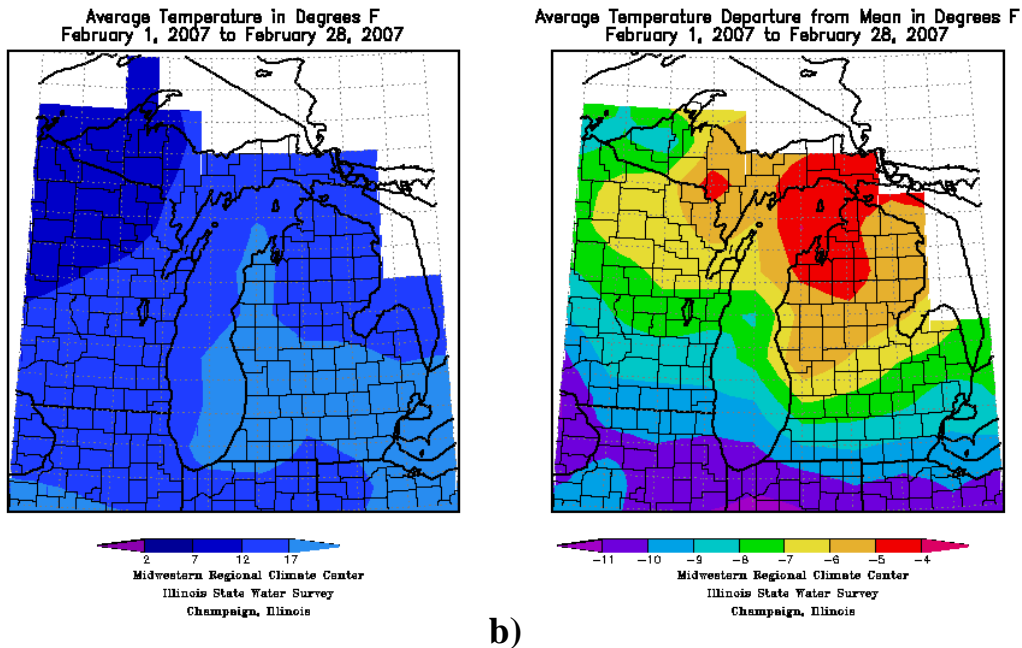 Average Temperature in Degrees F
February 1, 2007 to February 28, 2007
2 7 12 17
Midwestern Regional Climate Center
Illinois State Water Survey
Champaign, Illinois
Average Temperature Departure from Mean in Degrees F
February 1, 2007 to February 28, 2007
-11 -10 -9 -8 -7 -6 -5 -4
Midwestern Regional Climate Center
Illinois State Water Survey
Champaign, Illinois
b)